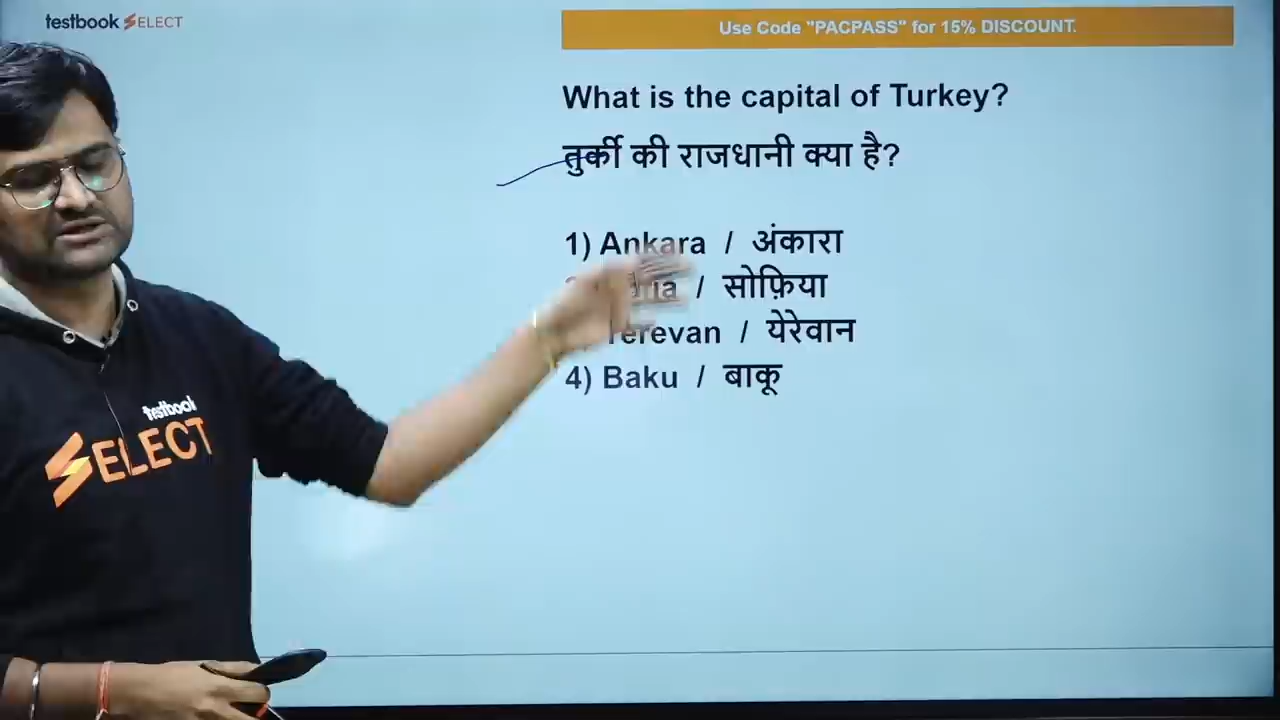 testbook SELECT
Use Code "PACPASS" for 15% DISCOUNT.
What is the capital of Turkey?
तुर्की की राजधानी क्या है?
1) Ankara / अंकारा
/ सोफ़िया
Yerevan / येरेवान
4) Baku / बाकू
testbook
SELECT